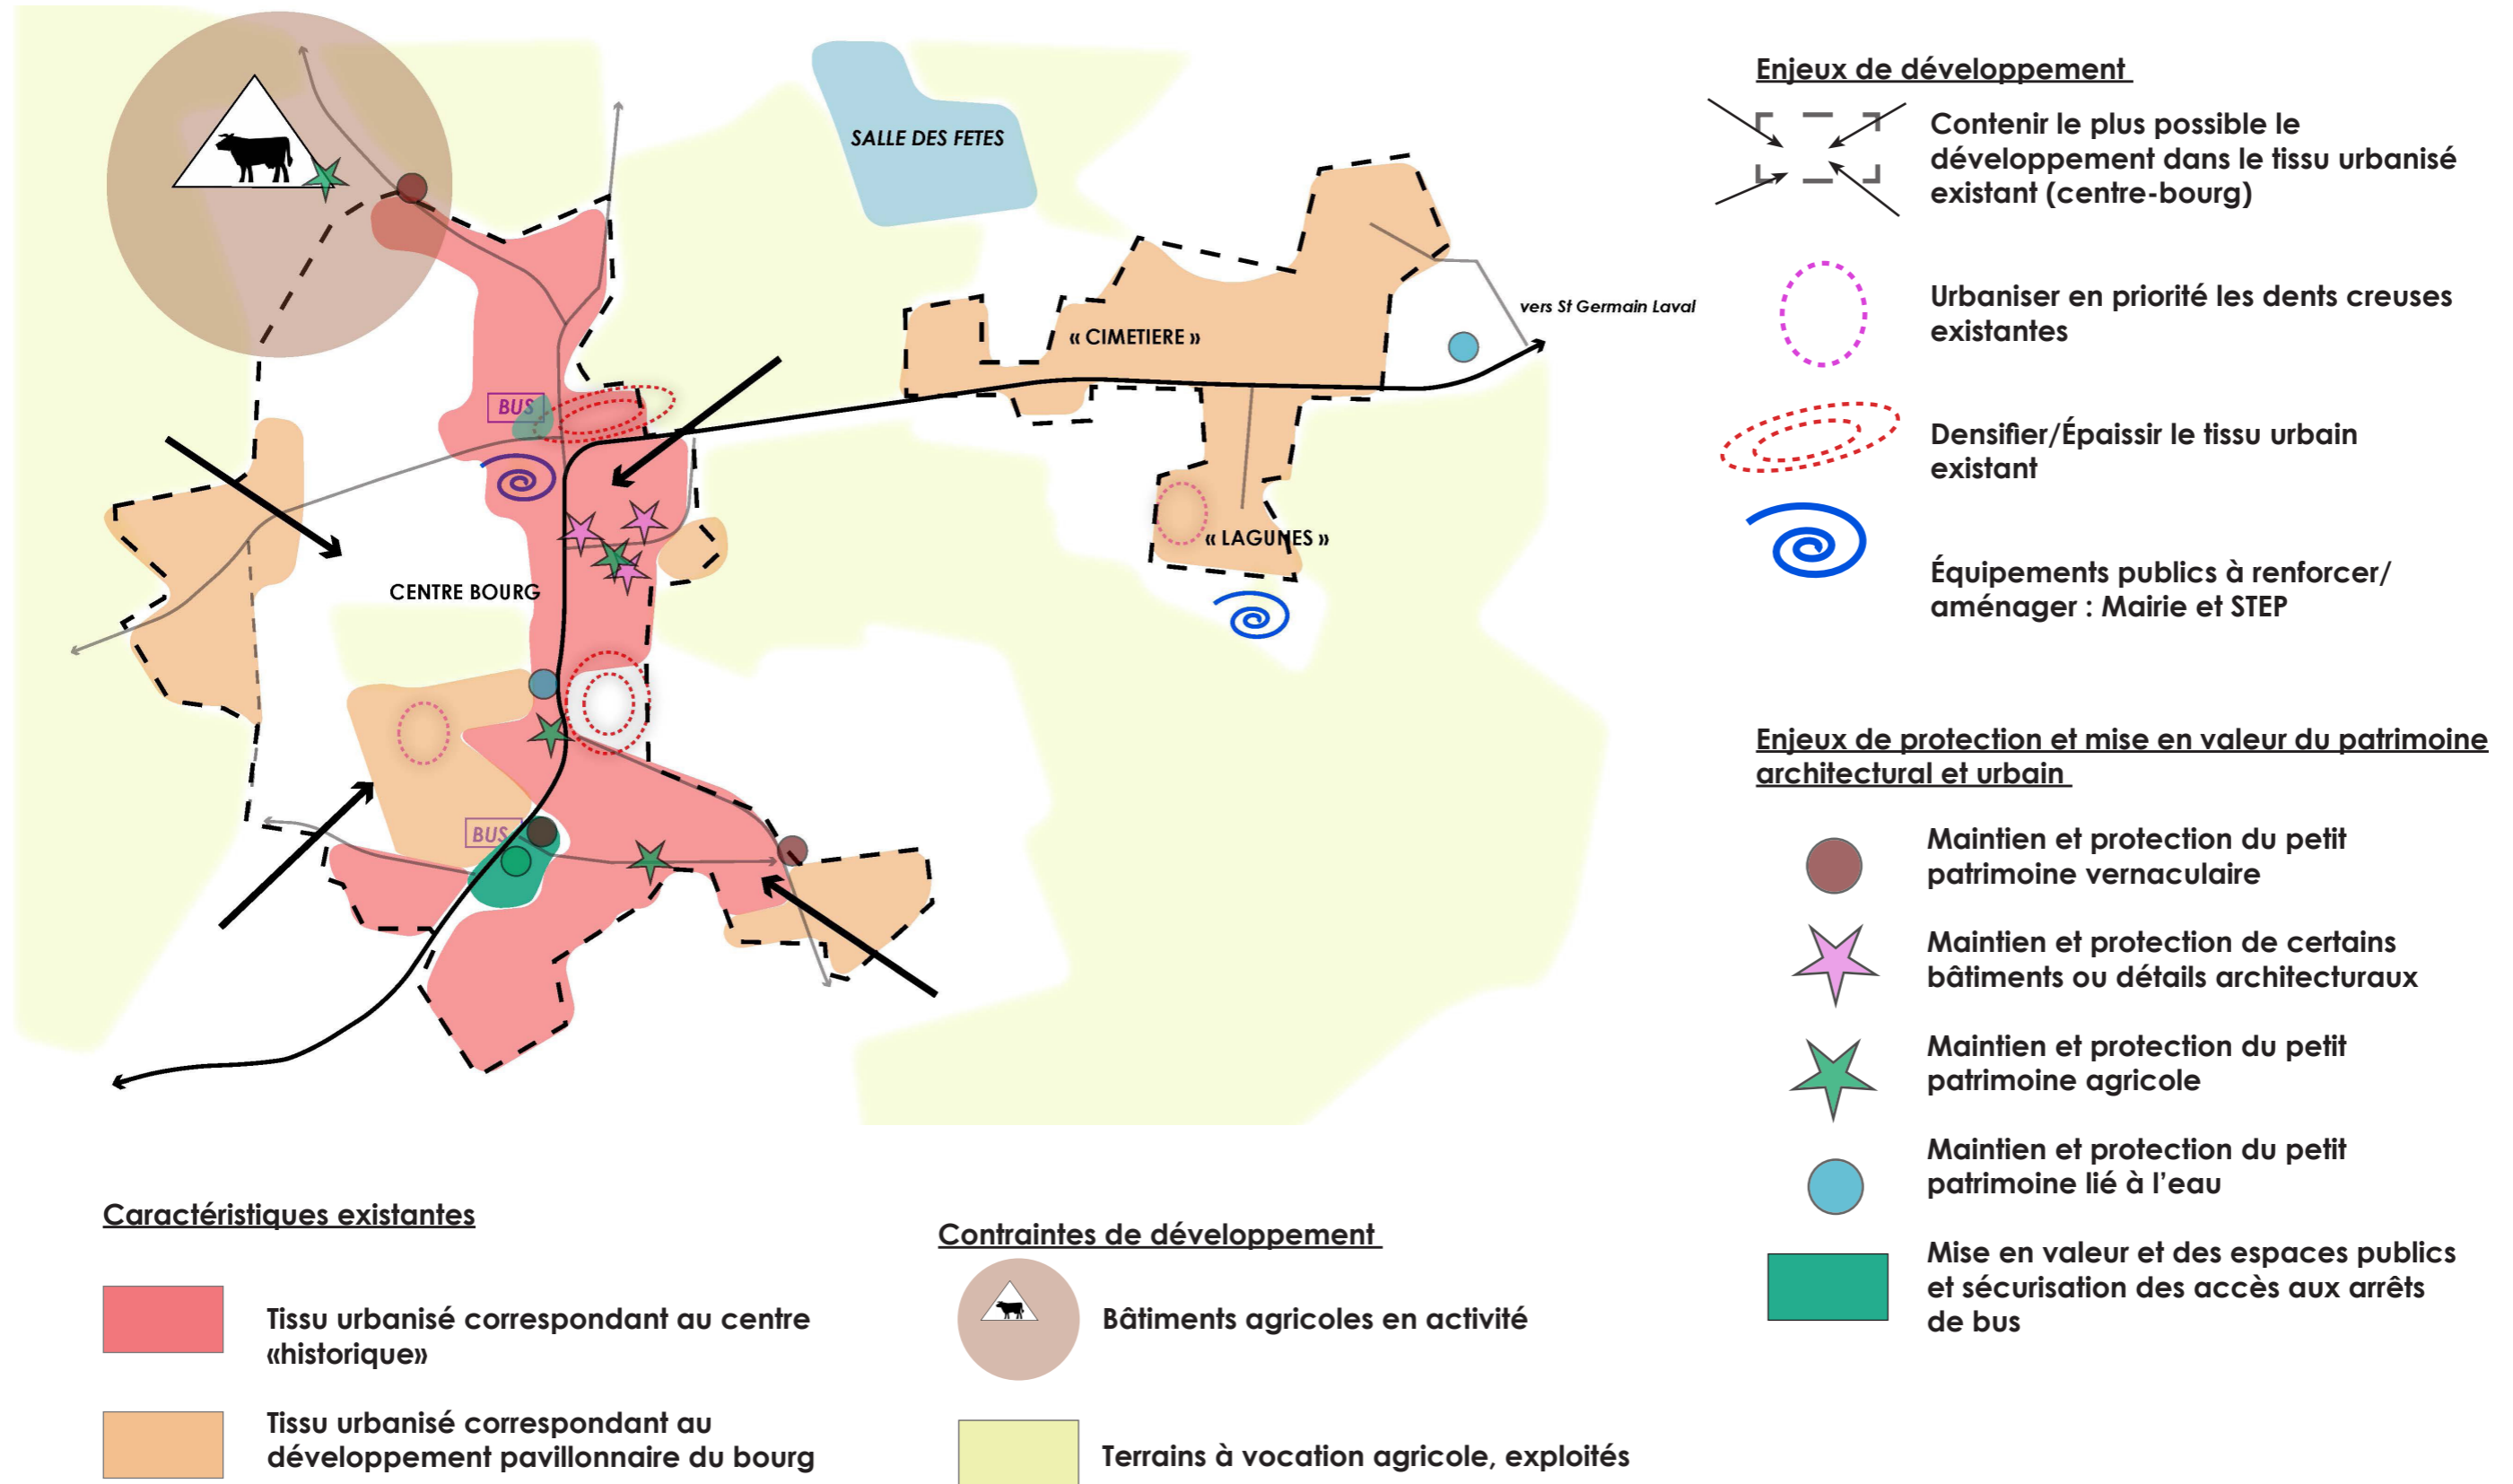 SALLE DES FETES
« CIMETIERE »
vers St Germain Laval
BUS
« LAGUNES »
CENTRE BOURG
BUS
Enjeux de développement
Contenir le plus possible le
développement dans le tissu urbanisé
existant (centre-bourg)
Urbaniser en priorité les dents creuses
existantes
Densifier/Épaissir le tissu urbain
existant
Équipements publics à renforcer/
aménager : Mairie et STEP
Enjeux de protection et mise en valeur du patrimoine
architectural et urbain
Maintien et protection du petit
patrimoine vernaculaire
Maintien et protection de certains
bâtiments ou détails architecturaux
Maintien et protection du petit
patrimoine agricole
Maintien et protection du petit
patrimoine lié à l'eau
Mise en valeur et des espaces publics
et sécurisation des accès aux arrêts
de bus
Caractéristiques existantes
Tissu urbanisé correspondant au centre
«historique»
Tissu urbanisé correspondant au
développement pavillonnaire du bourg
Contraintes de développement
Bâtiments agricoles en activité
Terrains à vocation agricole, exploités